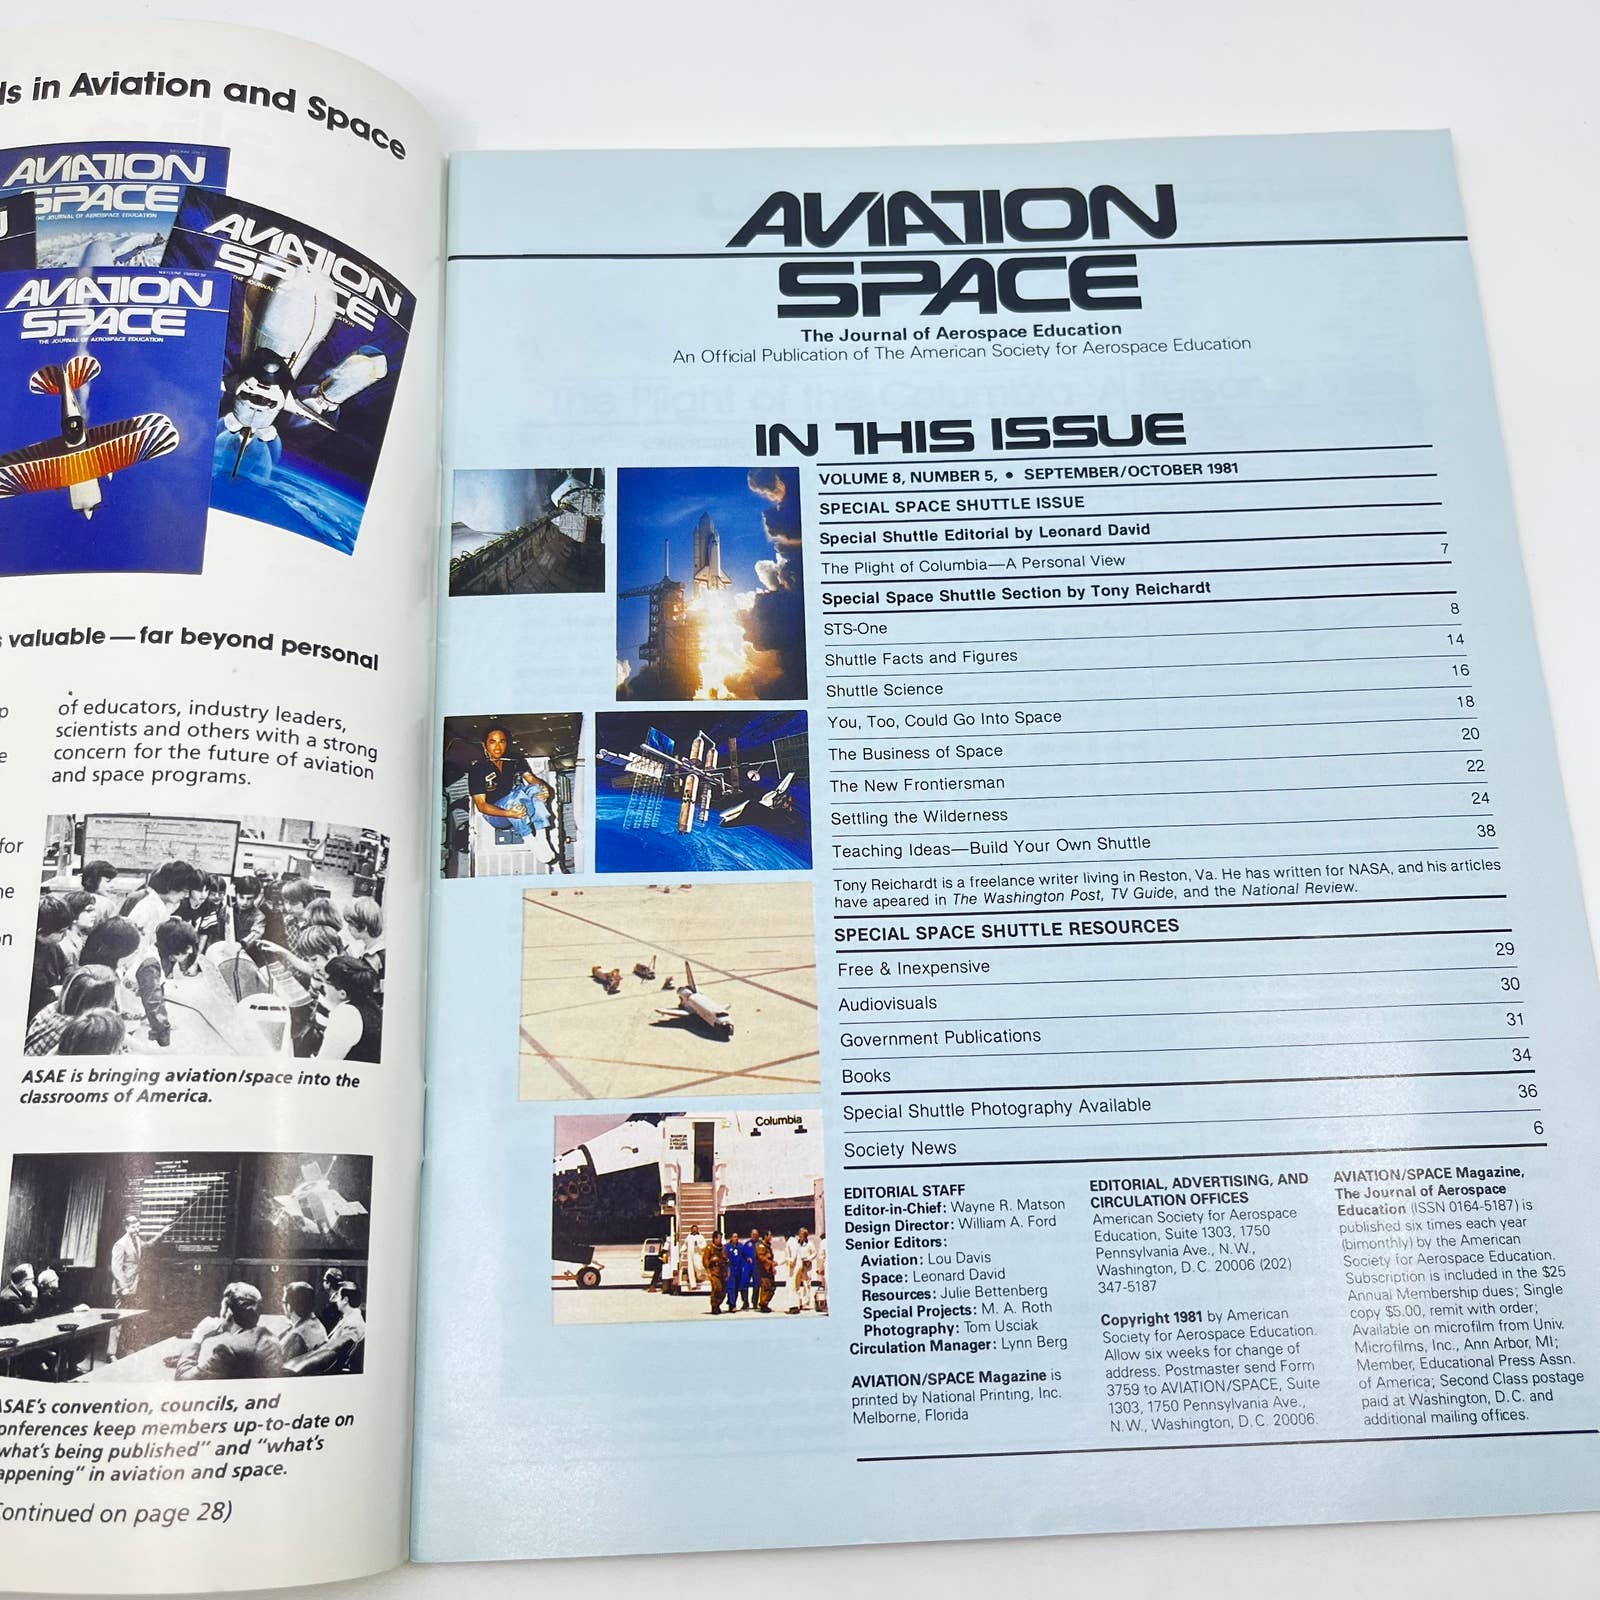 ds in Aviation and Space
AVIATION
SPACE
THE JOURNAL OF AEROSPACE EDUCATION
AVIATION
SPACE
AVIATION
SPACE
THE JOURNAL OF AEROSPACE EDUCATION
valuable—far beyond personal
of educators, industry leaders,
scientists and others with a strong
concern for the future of aviation
and space programs.
for
ASAE is bringing aviation/space into the
classrooms of America.
ASAE's convention, councils, and
conferences keep members up-to-date on
what's being published" and "what's
appening" in aviation and space.
Continued on page 28)
AVIATION
SPACE
The Journal of Aerospace Education
An Official Publication of The American Society for Aerospace Education
IN THIS ISSUE
VOLUME 8, NUMBER 5, • SEPTEMBER/OCTOBER 1981
SPECIAL SPACE SHUTTLE ISSUE
Special Shuttle Editorial by Leonard David
The Plight of Columbia—A Personal View 7
Special Space Shuttle Section by Tony Reichardt
STS-One 8
Shuttle Facts and Figures 14
Shuttle Science 16
You, Too, Could Go Into Space 18
The Business of Space 20
The New Frontiersman 22
Settling the Wilderness 24
Teaching Ideas—Build Your Own Shuttle 38
Tony Reichardt is a freelance writer living in Reston, Va. He has written for NASA, and his articles
have apeared in The Washington Post, TV Guide, and the National Review.
SPECIAL SPACE SHUTTLE RESOURCES
Free & Inexpensive 29
Audiovisuals 30
Government Publications 31
Books 34
Special Shuttle Photography Available 36
Society News 6
Columbia
EDITORIAL STAFF
Editor-in-Chief: Wayne R. Matson
Design Director: William A. Ford
Senior Editors:
Aviation: Lou Davis
Space: Leonard David
Resources: Julie Bettenberg
Special Projects: M. A. Roth
Photography: Tom Usciak
Circulation Manager: Lynn Berg
AVIATION/SPACE Magazine is
printed by National Printing, Inc.
Melborne, Florida
EDITORIAL, ADVERTISING, AND
CIRCULATION OFFICES
American Society for Aerospace
Education, Suite 1303, 1750
Pennsylvania Ave., N.W.,
Washington, D.C. 20006 (202)
347-5187
Copyright 1981 by American
Society for Aerospace Education.
Allow six weeks for change of
address. Postmaster send Form
3759 to AVIATION/SPACE, Suite
1303, 1750 Pennsylvania Ave.,
N.W., Washington, D.C. 20006.
AVIATION/SPACE Magazine,
The Journal of Aerospace
Education (ISSN 0164-5187) is
published six times each year
(bimonthly) by the American
Society for Aerospace Education.
Subscription is included in the $25
Annual Membership dues; Single
copy $5.00, remit with order;
Available on microfilm from Univ.
Microfilms, Inc., Ann Arbor, MI;
Member, Educational Press Assn.
of America; Second Class postage
paid at Washington, D.C. and
additional mailing offices.